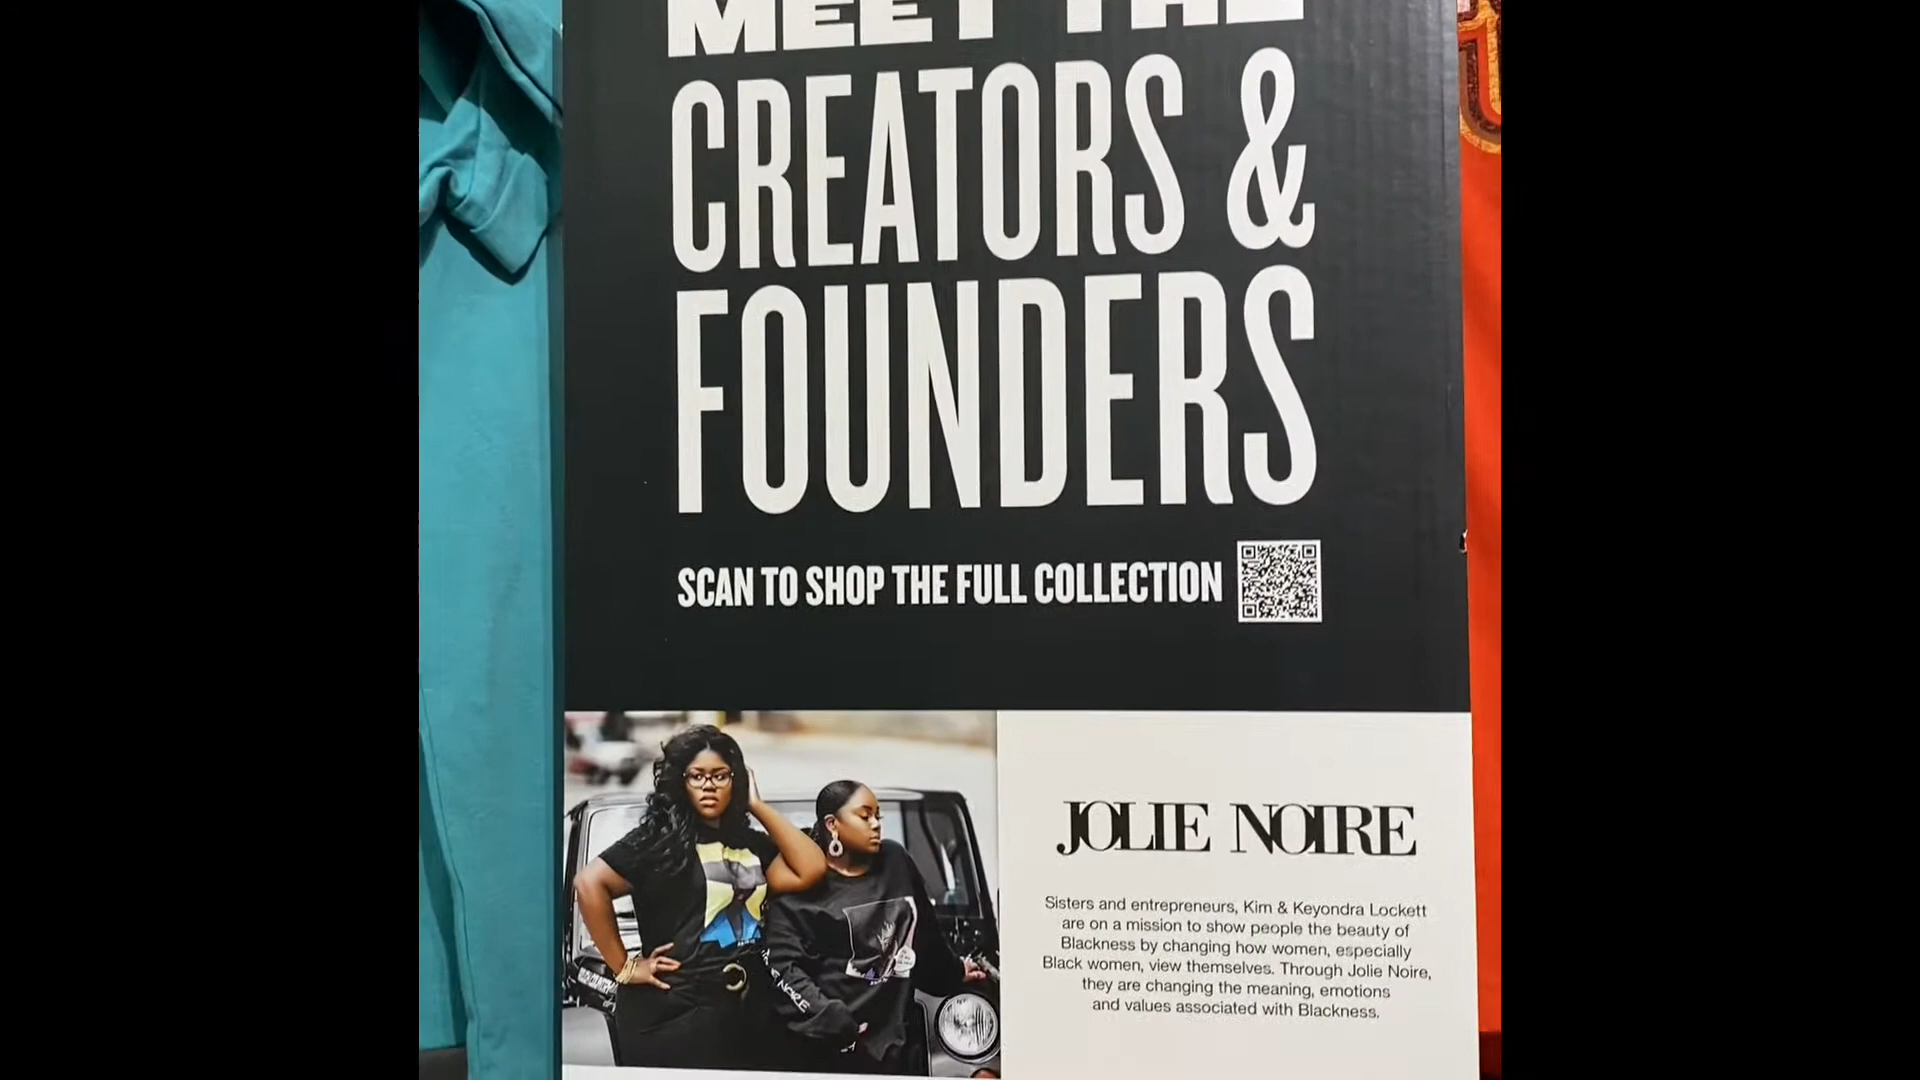 MEET THE
CREATORS &
FOUNDERS
SCAN TO SHOP THE FULL COLLECTION
JOLIE NOIRE
Sisters and entrepreneurs, Kim & Keyondra Lockett
are on a mission to show people the beauty of
Blackness by changing how women, especially
Black women, view themselves. Through Jolie Noire,
they are changing the meaning, emotions
and values associated with Blackness.